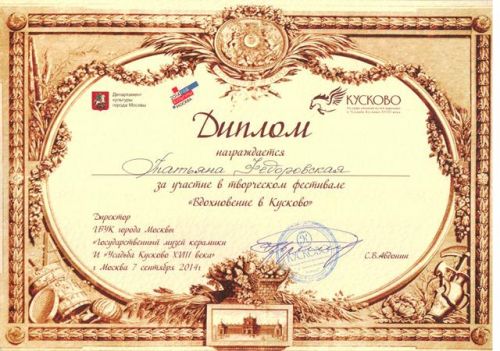 Департамент
культуры
города Москвы
КУСКОВО
Диплом
награждается
Татьяна Федоровская
за участие в творческом фестивале
«Вдохновение в Кусково»
Директор
ГБУК города Москвы
«Государственный музей керамики
И «Усадьба Кусково XVIII века»
г. Москва 7 сентября 2014г.
С.В.Авдонин